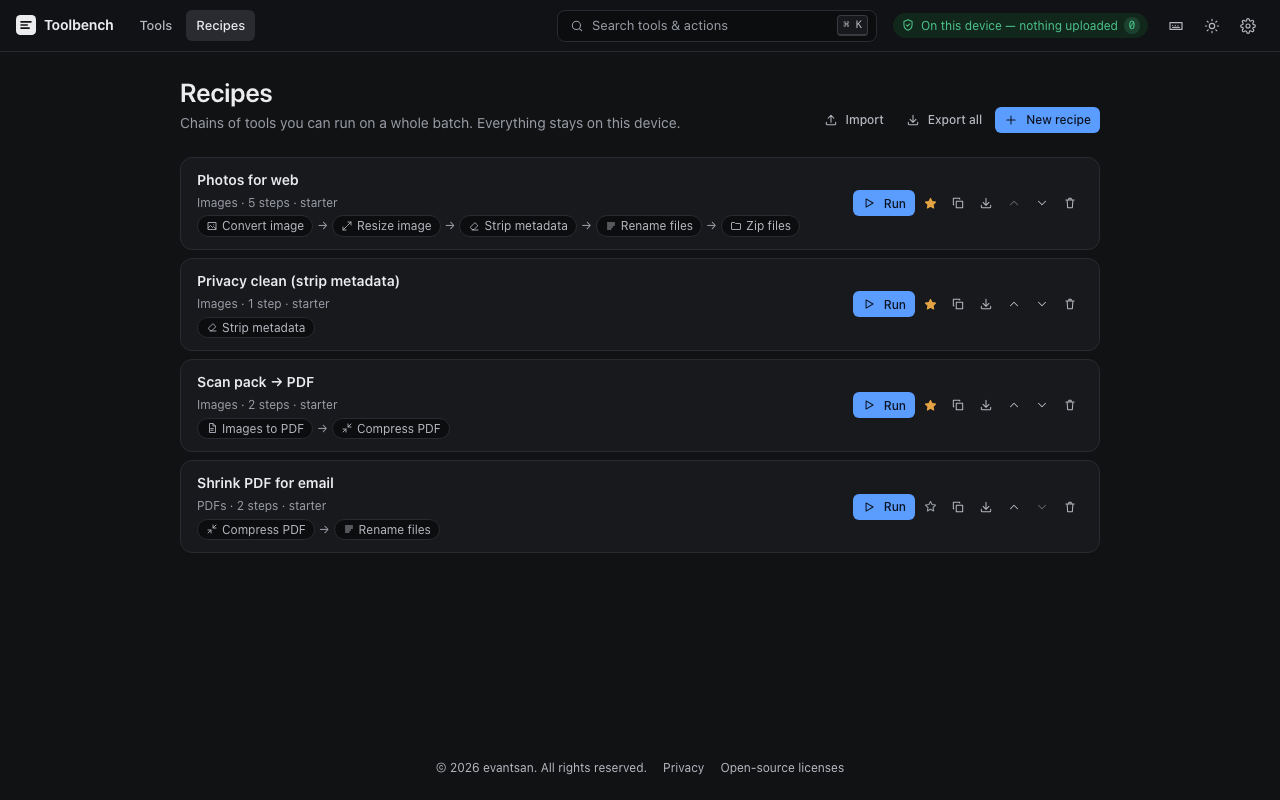 Toolbench Tools Recipes Search tools & actions ⌘ K On this device — nothing uploaded 0
Recipes
Chains of tools you can run on a whole batch. Everything stays on this device.
Import Export all New recipe
Photos for web
Images · 5 steps · starter
Convert image → Resize image → Strip metadata → Rename files → Zip files
Run
Privacy clean (strip metadata)
Images · 1 step · starter
Strip metadata
Run
Scan pack → PDF
Images · 2 steps · starter
Images to PDF → Compress PDF
Run
Shrink PDF for email
PDFs · 2 steps · starter
Compress PDF → Rename files
Run
© 2026 evantsan. All rights reserved. Privacy Open-source licenses